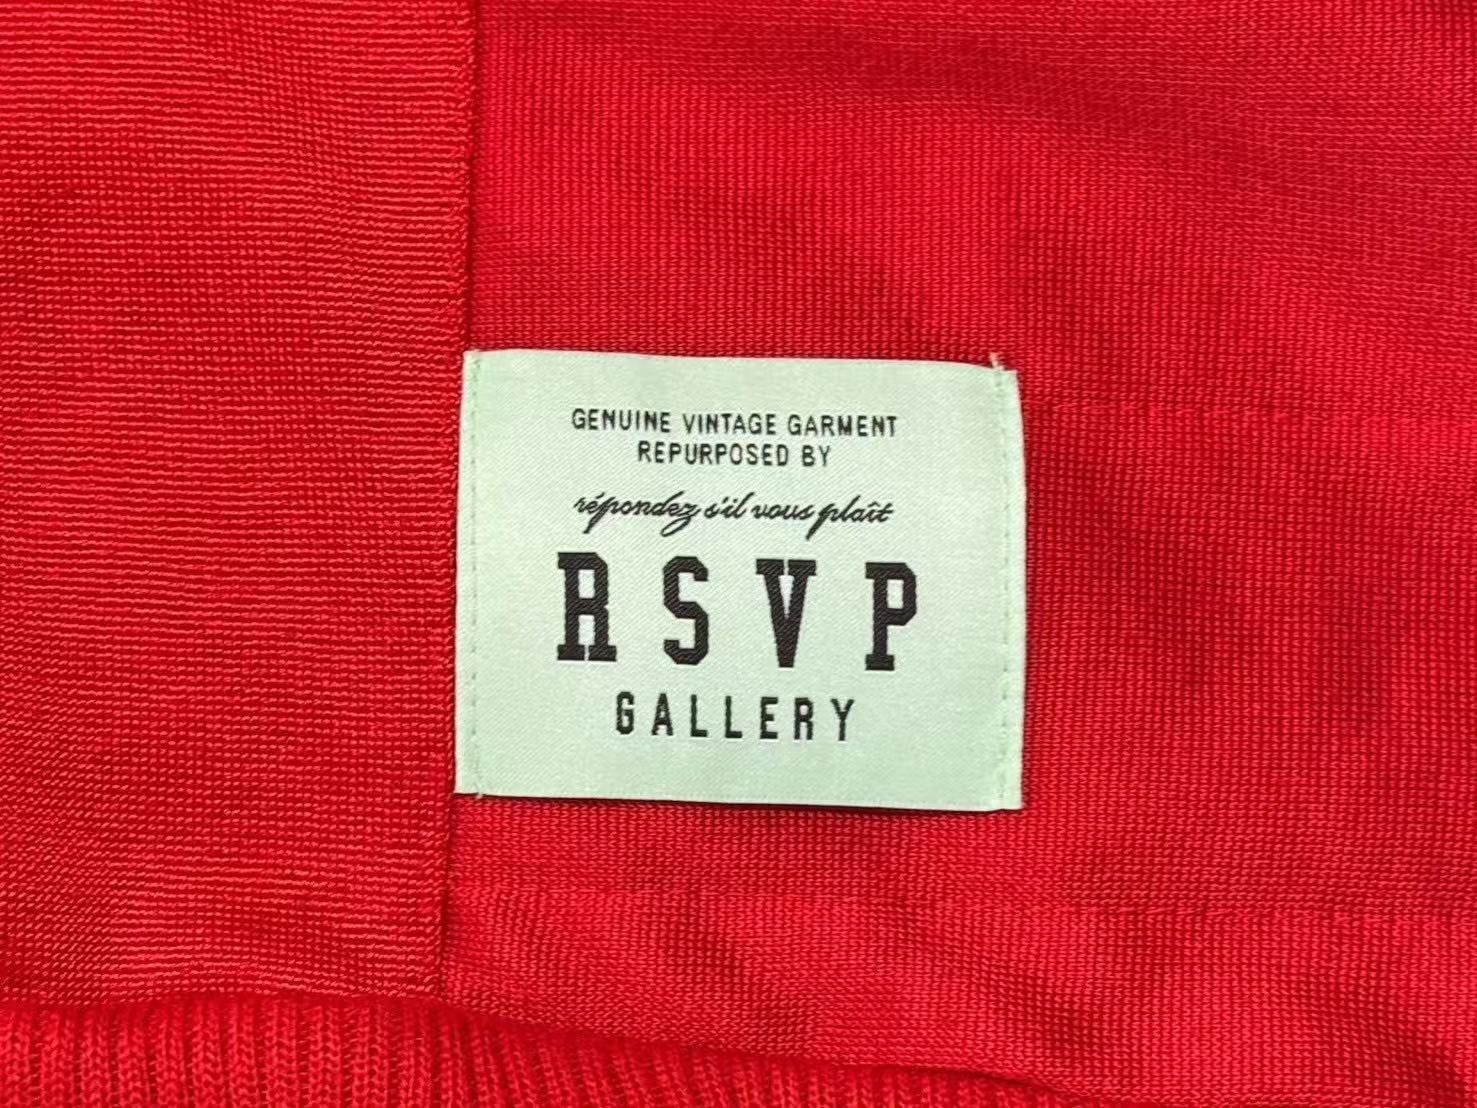 GENUINE VINTAGE GARMENT
REPURPOSED BY
répondez s'il vous plaît
RSVP
GALLERY